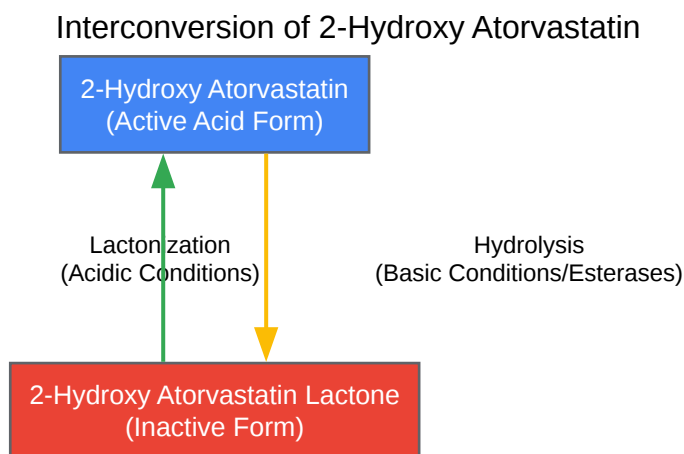 Interconversion of 2-Hydroxy Atorvastatin
2-Hydroxy Atorvastatin
(Active Acid Form)
Lactonization
(Acidic Conditions)
Hydrolysis
(Basic Conditions/Esterases)
2-Hydroxy Atorvastatin Lactone
(Inactive Form)